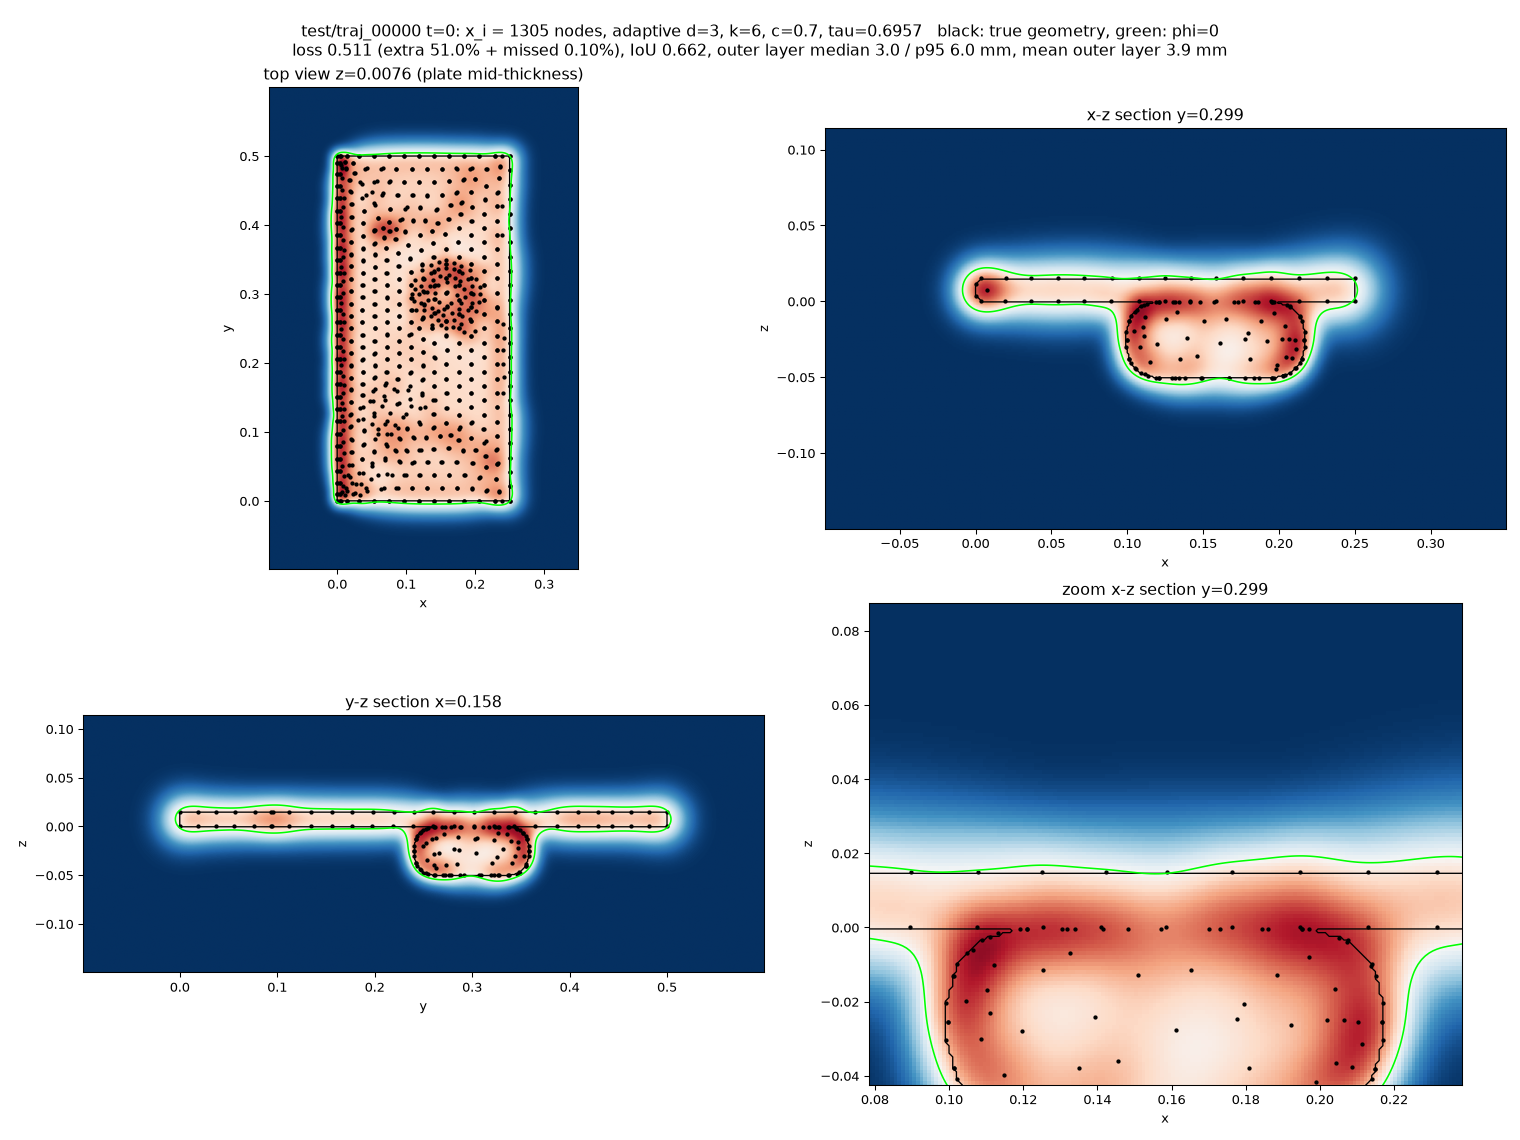 test/traj_00000 t=0: x_i = 1305 nodes, adaptive d=3, k=6, c=0.7, tau=0.6957   black: true geometry, green: phi=0
loss 0.511 (extra 51.0% + missed 0.10%), IoU 0.662, outer layer median 3.0 / p95 6.0 mm, mean outer layer 3.9 mm
top view z=0.0076 (plate mid-thickness)
0.5
0.4
0.3
0.2
0.1
0.0
y
0.0 0.1 0.2 0.3
x
x-z section y=0.299
0.10
0.05
0.00
−0.05
−0.10
z
−0.05 0.00 0.05 0.10 0.15 0.20 0.25 0.30
x
y-z section x=0.158
0.10
0.05
0.00
−0.05
−0.10
z
0.0 0.1 0.2 0.3 0.4 0.5
y
zoom x-z section y=0.299
0.08
0.06
0.04
0.02
0.00
−0.02
−0.04
z
0.08 0.10 0.12 0.14 0.16 0.18 0.20 0.22
x